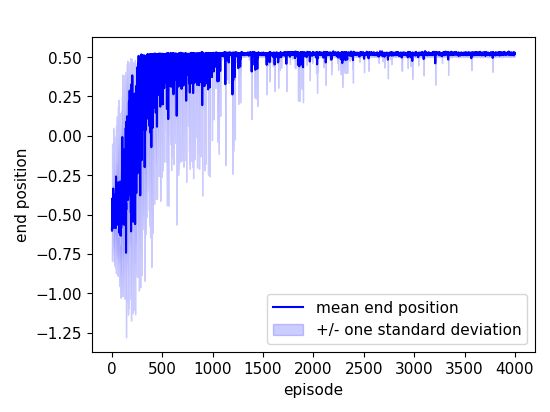 0.50
0.25
0.00
−0.25
−0.50
−0.75
−1.00
−1.25
end position
mean end position
+/- one standard deviation
0 500 1000 1500 2000 2500 3000 3500 4000
episode